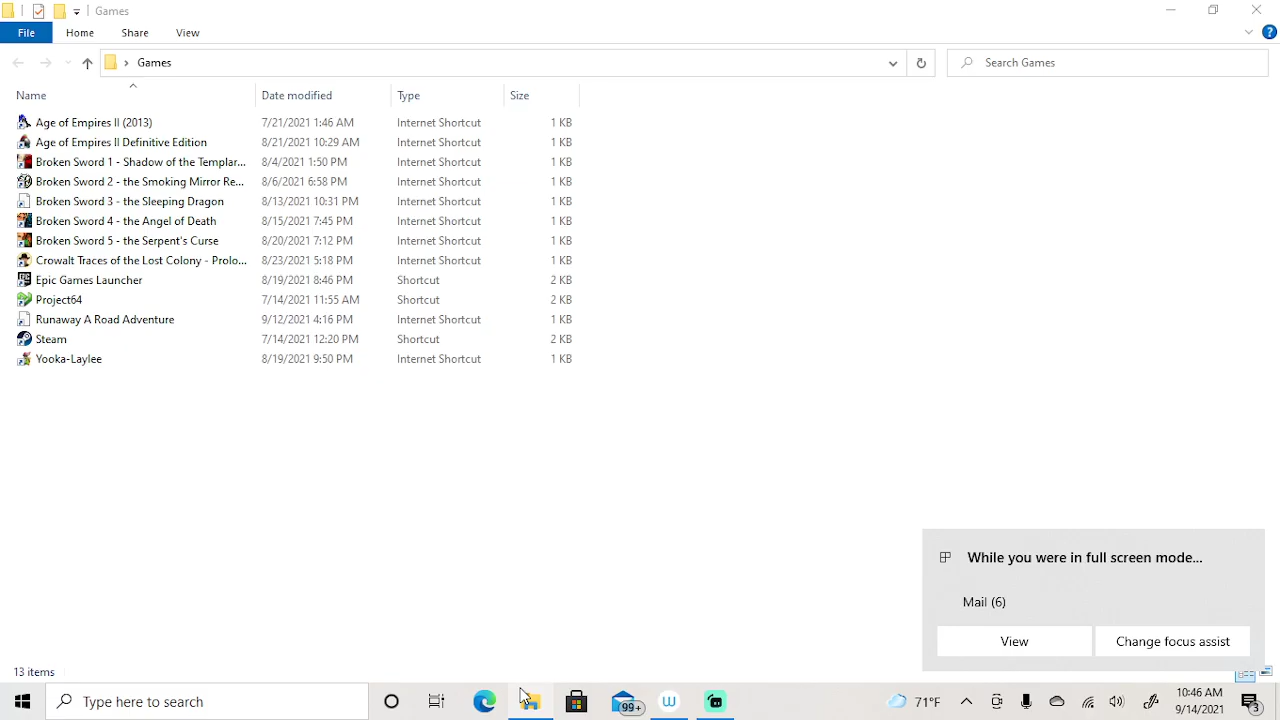 Games
File Home Share View
Games
Search Games
Name Date modified Type Size
Age of Empires II (2013) 7/21/2021 1:46 AM Internet Shortcut 1 KB
Age of Empires II Definitive Edition 8/21/2021 10:29 AM Internet Shortcut 1 KB
Broken Sword 1 - Shadow of the Templar... 8/4/2021 1:50 PM Internet Shortcut 1 KB
Broken Sword 2 - the Smoking Mirror Re... 8/6/2021 6:58 PM Internet Shortcut 1 KB
Broken Sword 3 - the Sleeping Dragon 8/13/2021 10:31 PM Internet Shortcut 1 KB
Broken Sword 4 - the Angel of Death 8/15/2021 7:45 PM Internet Shortcut 1 KB
Broken Sword 5 - the Serpent's Curse 8/20/2021 7:12 PM Internet Shortcut 1 KB
Crowalt Traces of the Lost Colony - Prolo... 8/23/2021 5:18 PM Internet Shortcut 1 KB
Epic Games Launcher 8/19/2021 8:46 PM Shortcut 2 KB
Project64 7/14/2021 11:55 AM Shortcut 2 KB
Runaway A Road Adventure 9/12/2021 4:16 PM Internet Shortcut 1 KB
Steam 7/14/2021 12:20 PM Shortcut 2 KB
Yooka-Laylee 8/19/2021 9:50 PM Internet Shortcut 1 KB
While you were in full screen mode...
Mail (6)
View Change focus assist
13 items
Type here to search 99+ W 71°F 10:46 AM
9/14/2021 3